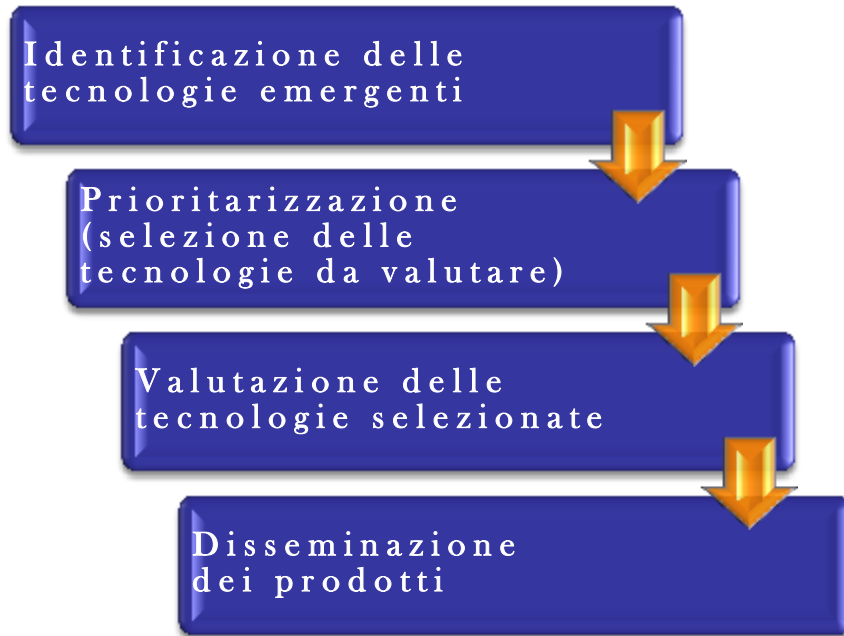 Identificazione delle
tecnologie emergenti
Prioritarizzazione
(selezione delle
tecnologie da valutare)
Valutazione delle
tecnologie selezionate
Disseminazione
dei prodotti